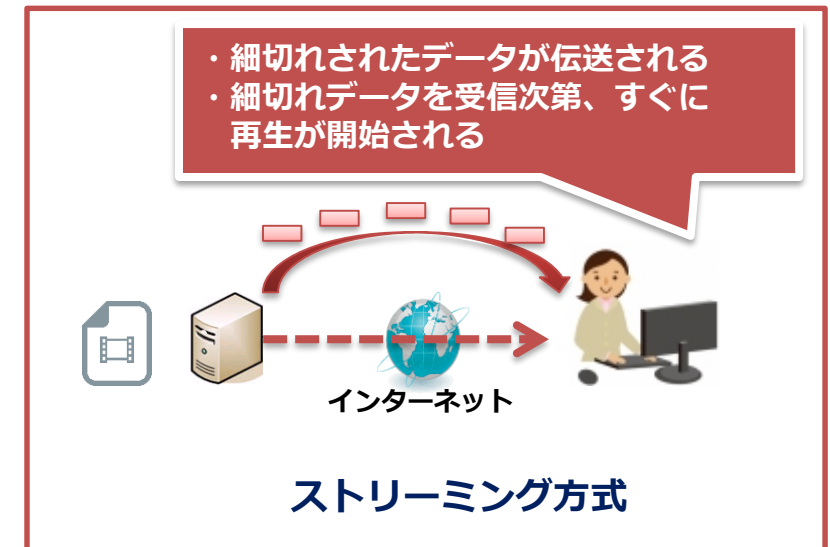 ・細切れされたデータが伝送される
・細切れデータを受信次第、すぐに
再生が開始される
インターネット
ストリーミング方式